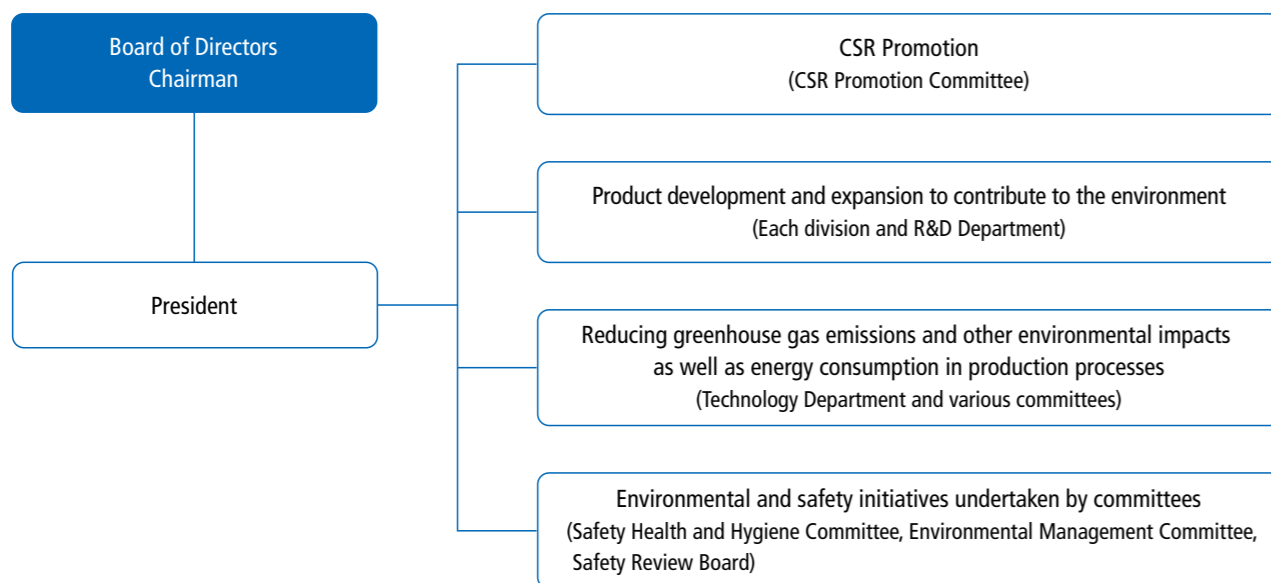 Board of Directors
Chairman
President
CSR Promotion
(CSR Promotion Committee)
Product development and expansion to contribute to the environment
(Each division and R&D Department)
Reducing greenhouse gas emissions and other environmental impacts
as well as energy consumption in production processes
(Technology Department and various committees)
Environmental and safety initiatives undertaken by committees
(Safety Health and Hygiene Committee, Environmental Management Committee,
Safety Review Board)